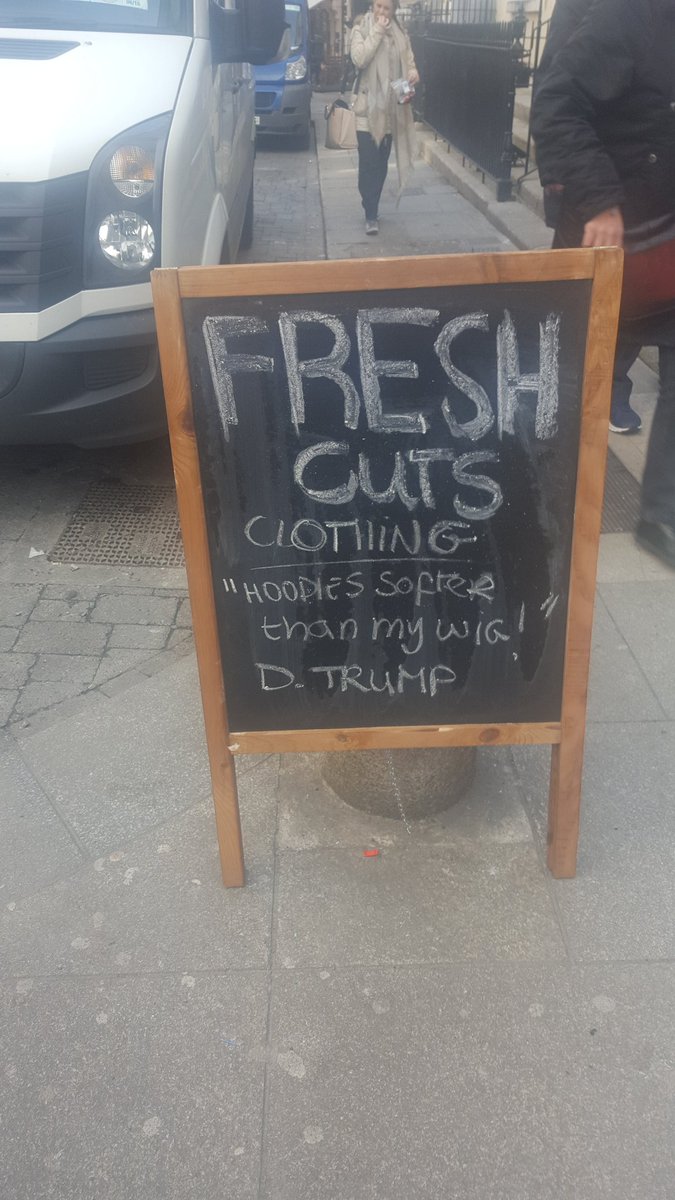 FRESH
CUTS
CLOTHING
"HOODIES SOFTER
than my WIG!"
D. TRUMP